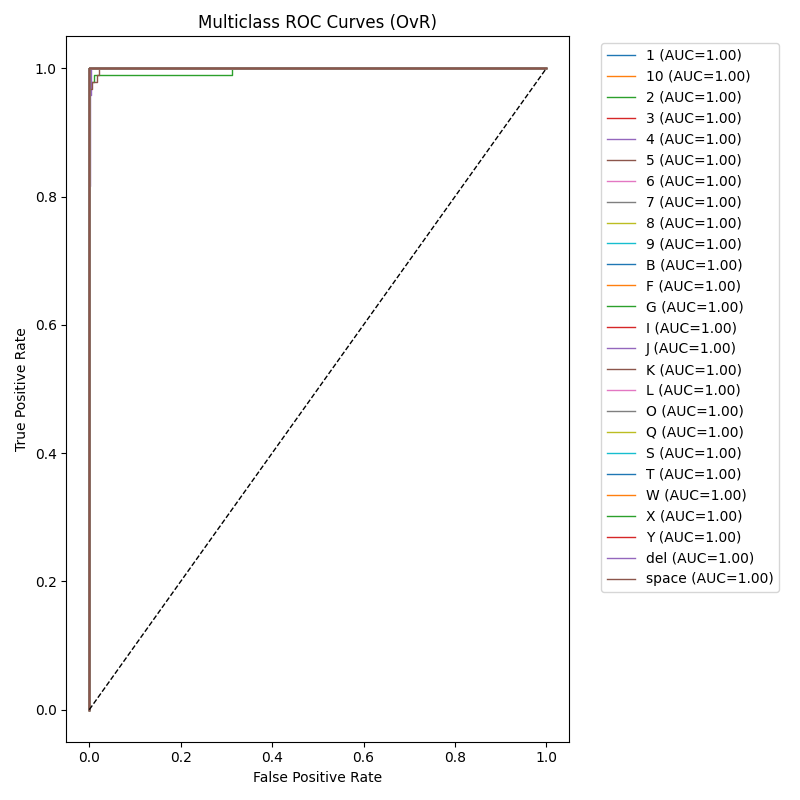 Multiclass ROC Curves (OvR)
1.0
0.8
0.6
0.4
0.2
0.0
True Positive Rate
0.0 0.2 0.4 0.6 0.8 1.0
False Positive Rate
1 (AUC=1.00)
10 (AUC=1.00)
2 (AUC=1.00)
3 (AUC=1.00)
4 (AUC=1.00)
5 (AUC=1.00)
6 (AUC=1.00)
7 (AUC=1.00)
8 (AUC=1.00)
9 (AUC=1.00)
B (AUC=1.00)
F (AUC=1.00)
G (AUC=1.00)
I (AUC=1.00)
J (AUC=1.00)
K (AUC=1.00)
L (AUC=1.00)
O (AUC=1.00)
Q (AUC=1.00)
S (AUC=1.00)
T (AUC=1.00)
W (AUC=1.00)
X (AUC=1.00)
Y (AUC=1.00)
del (AUC=1.00)
space (AUC=1.00)